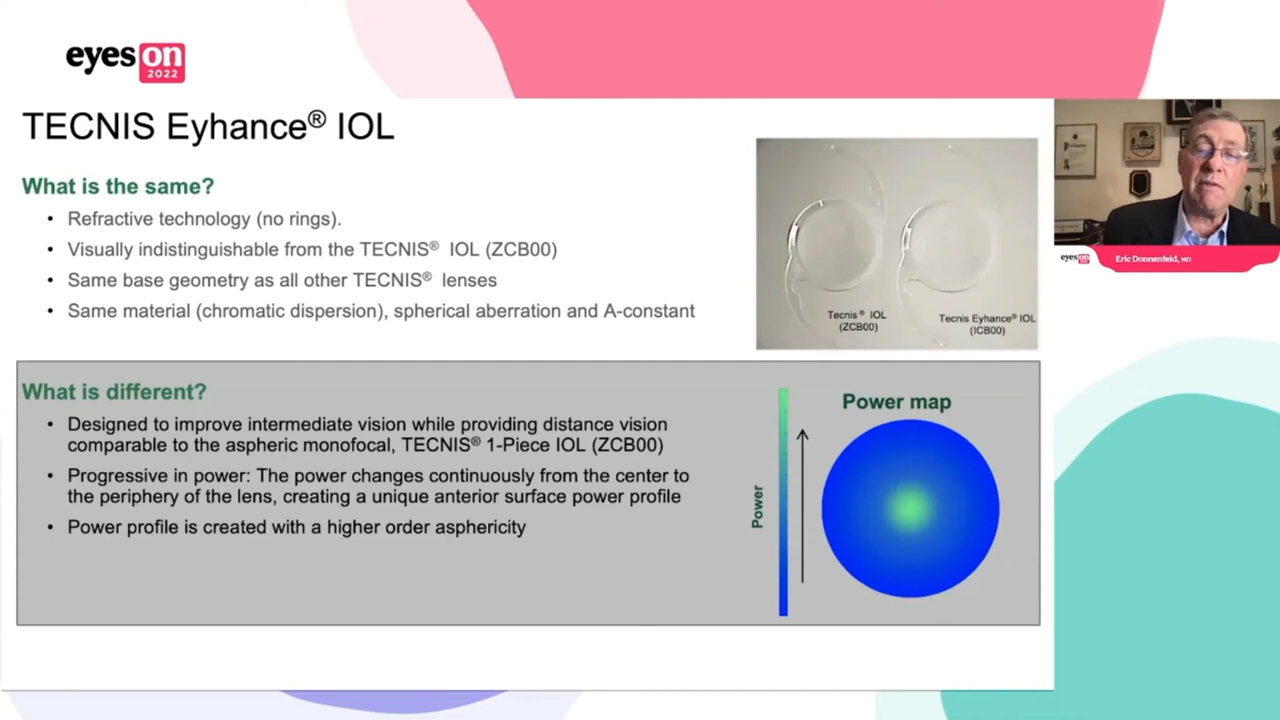 eyes on
2022
TECNIS Eyhance® IOL
What is the same?
• Refractive technology (no rings).
• Visually indistinguishable from the TECNIS® IOL (ZCB00)
• Same base geometry as all other TECNIS® lenses
• Same material (chromatic dispersion), spherical aberration and A-constant
Tecnis® IOL
(ZCB00)
Tecnis Eyhance® IOL
(ICB00)
eyes on
Eric Donnenfeld, MD
What is different?
• Designed to improve intermediate vision while providing distance vision
comparable to the aspheric monofocal, TECNIS® 1-Piece IOL (ZCB00)
• Progressive in power: The power changes continuously from the center to
the periphery of the lens, creating a unique anterior surface power profile
• Power profile is created with a higher order asphericity
Power map
Power